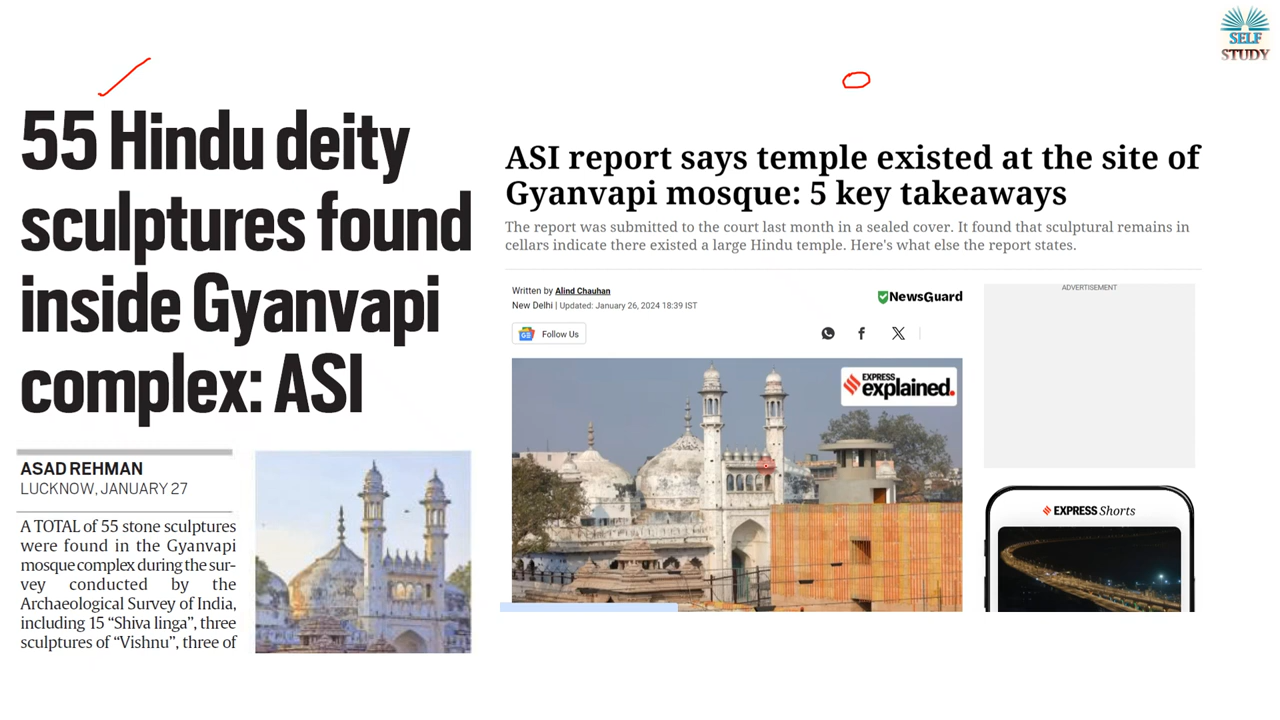 SELF
STUDY
55 Hindu deity
sculptures found
inside Gyanvapi
complex: ASI
ASAD REHMAN
LUCKNOW, JANUARY 27
A TOTAL of 55 stone sculptures
were found in the Gyanvapi
mosque complex during the sur-
vey conducted by the
Archaeological Survey of India,
including 15 “Shiva linga”, three
sculptures of “Vishnu”, three of
ASI report says temple existed at the site of
Gyanvapi mosque: 5 key takeaways
The report was submitted to the court last month in a sealed cover. It found that sculptural remains in
cellars indicate there existed a large Hindu temple. Here's what else the report states.
Written by Alind Chauhan
New Delhi | Updated: January 26, 2024 18:39 IST
NewsGuard
Follow Us
EXPRESS
explained.
ADVERTISEMENT
EXPRESS Shorts